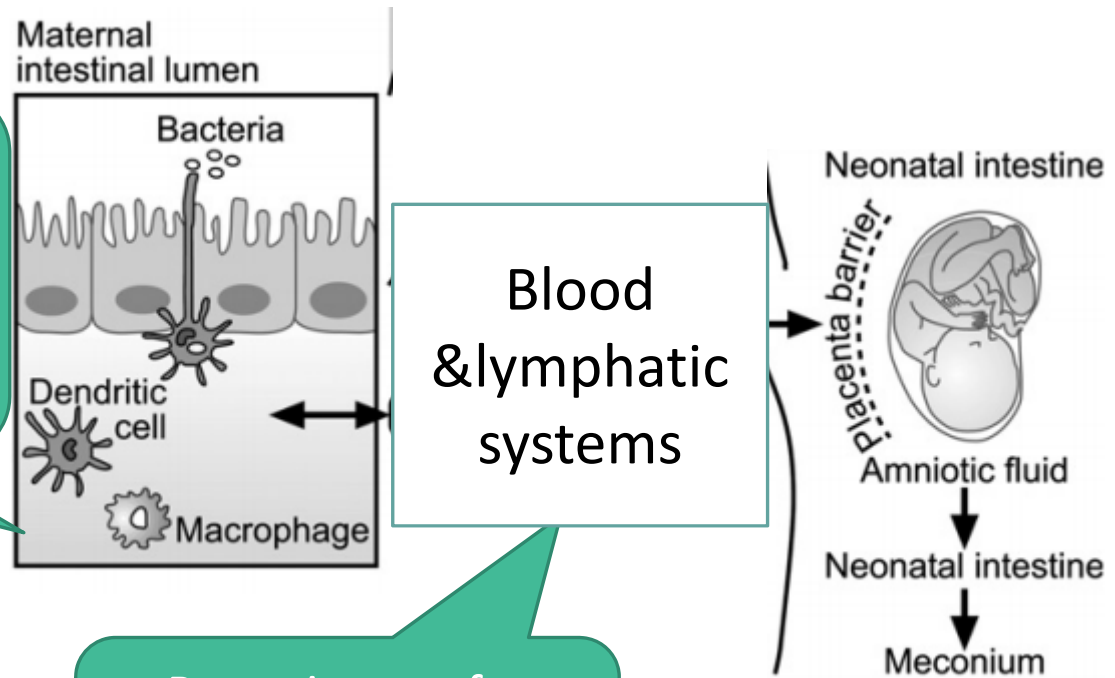 Maternal
intestinal lumen
Bacteria
Dendritic
cell
Macrophage
Blood
&lymphatic
systems
Neonatal intestine
Placenta barrier
Amniotic fluid
Neonatal intestine
Meconium